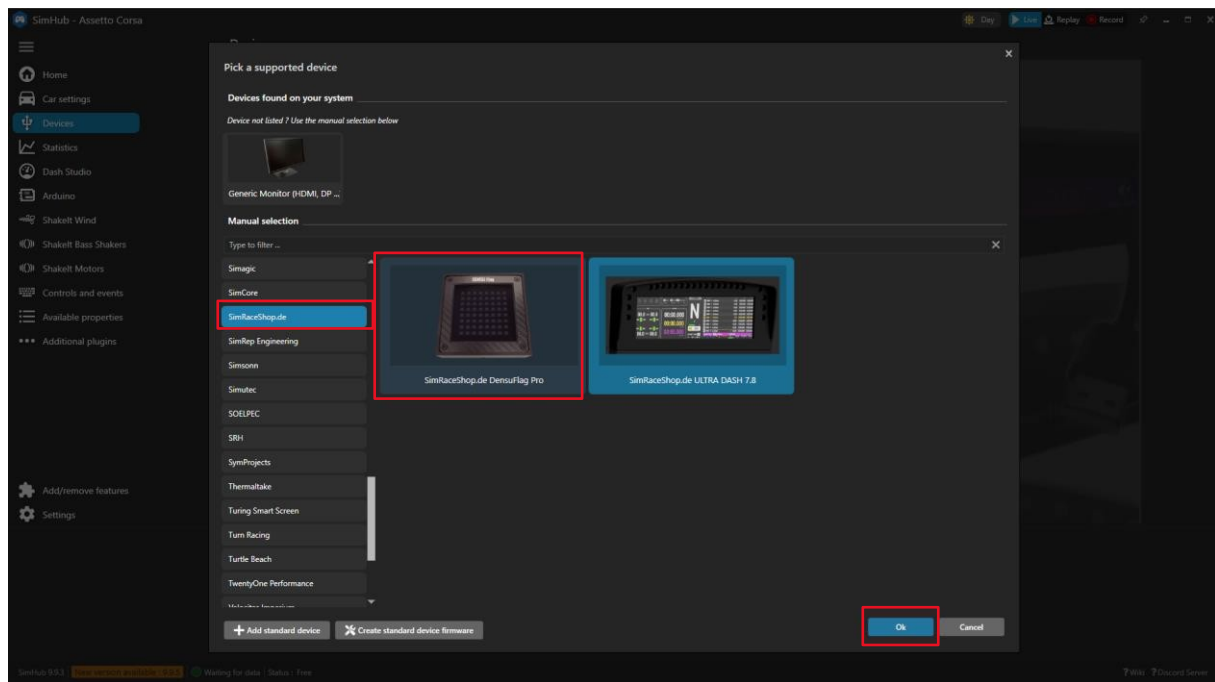 SimHub - Assetto Corsa
Day
Live
Replay
Record
Home
Car settings
Devices
Statistics
Dash Studio
Arduino
ShakeIt Wind
ShakeIt Bass Shakers
ShakeIt Motors
Controls and events
Available properties
Additional plugins
Add/remove features
Settings
Pick a supported device
Devices found on your system
Device not listed ? Use the manual selection below
Generic Monitor (HDMI, DP ...
Manual selection
Type to filter ...
Simagic
SimCore
SimRaceShop.de
SimRep Engineering
Simsonn
Simutec
SOELPEC
SRH
SymProjects
Thermaltake
Turing Smart Screen
Turn Racing
Turtle Beach
TwentyOne Performance
SimRaceShop.de DensuFlag Pro
N
SimRaceShop.de ULTRA DASH 7.8
Add standard device
Create standard device firmware
Ok
Cancel
Waiting for data
Status : Free
Wiki
Discord Server